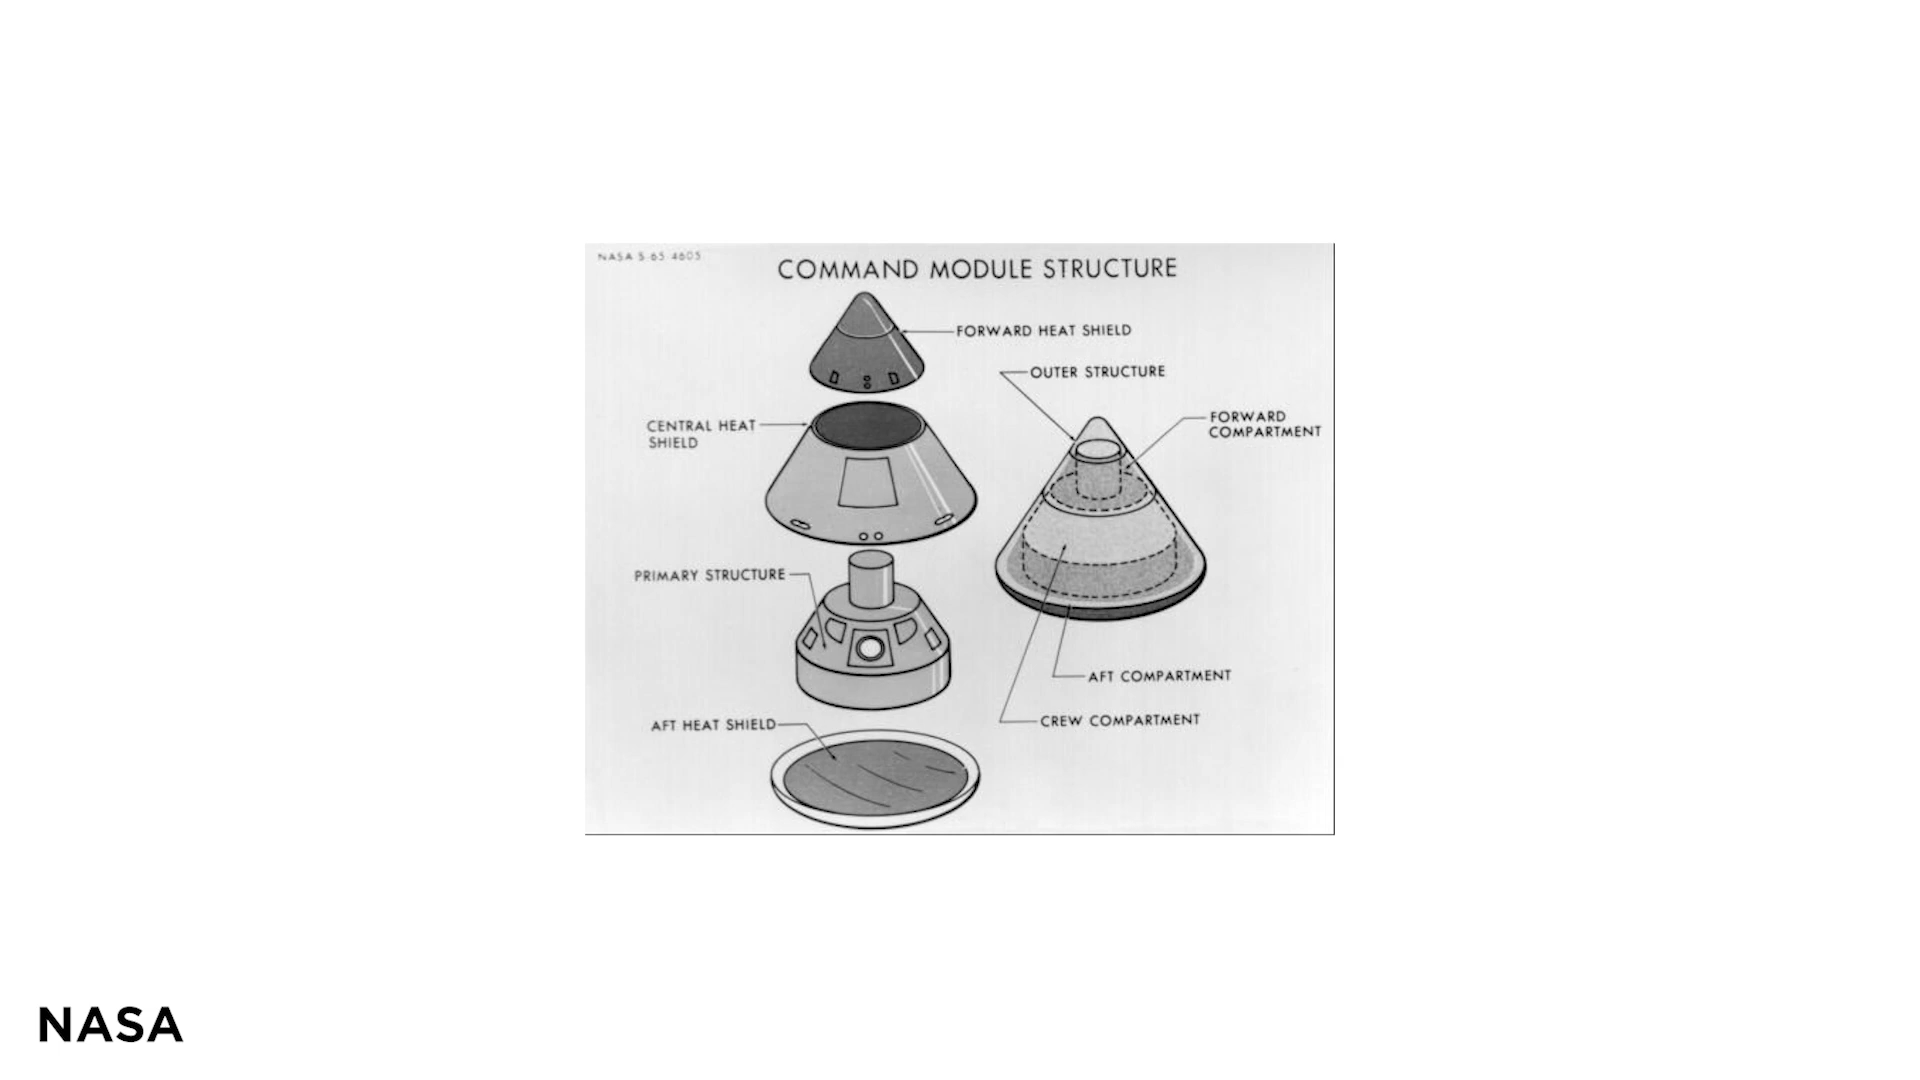 NASA S 65 4605
COMMAND MODULE STRUCTURE
FORWARD HEAT SHIELD
OUTER STRUCTURE
FORWARD
COMPARTMENT
CENTRAL HEAT
SHIELD
PRIMARY STRUCTURE
AFT COMPARTMENT
CREW COMPARTMENT
AFT HEAT SHIELD
NASA